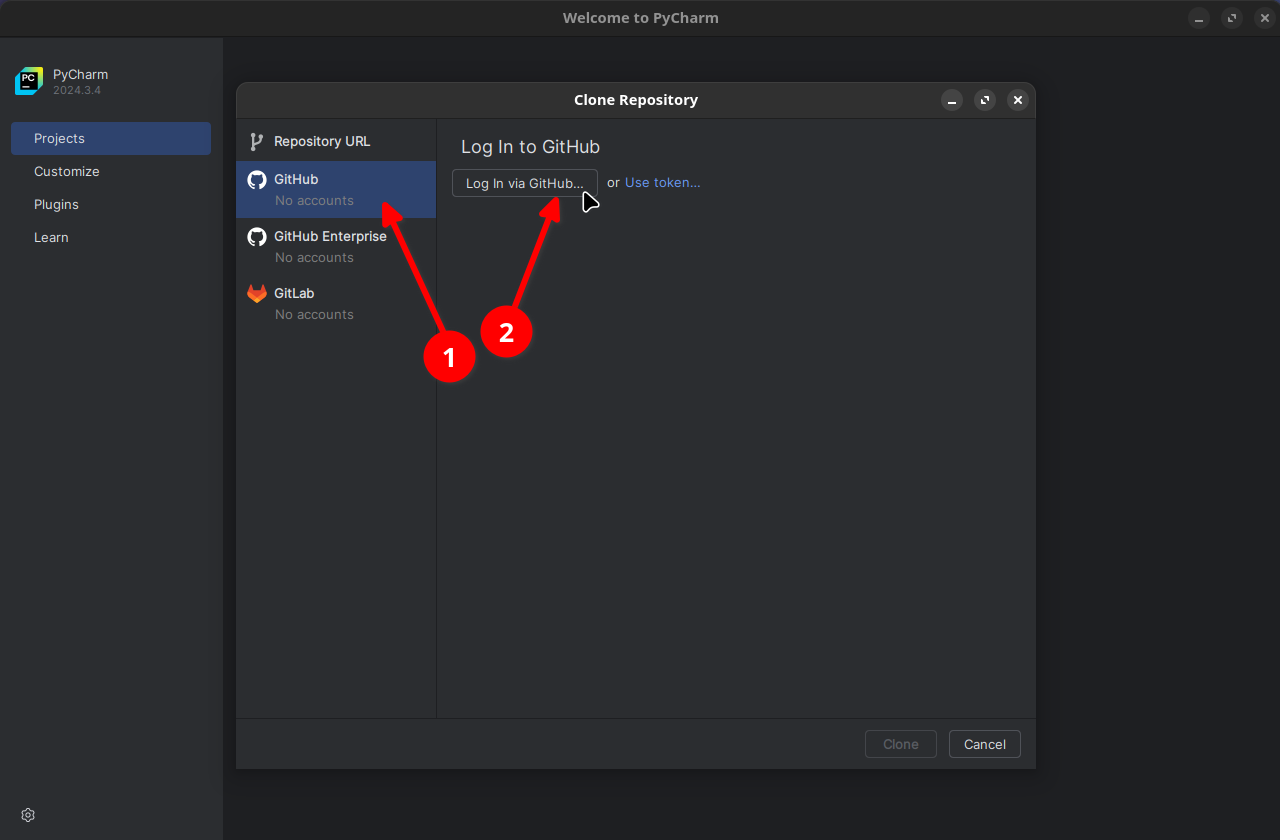 Welcome to PyCharm
PC
PyCharm
2024.3.4
Projects
Customize
Plugins
Learn
Clone Repository
Repository URL
GitHub
No accounts
GitHub Enterprise
No accounts
GitLab
No accounts
Log In to GitHub
Log In via GitHub... or Use token...
1
2
Clone
Cancel